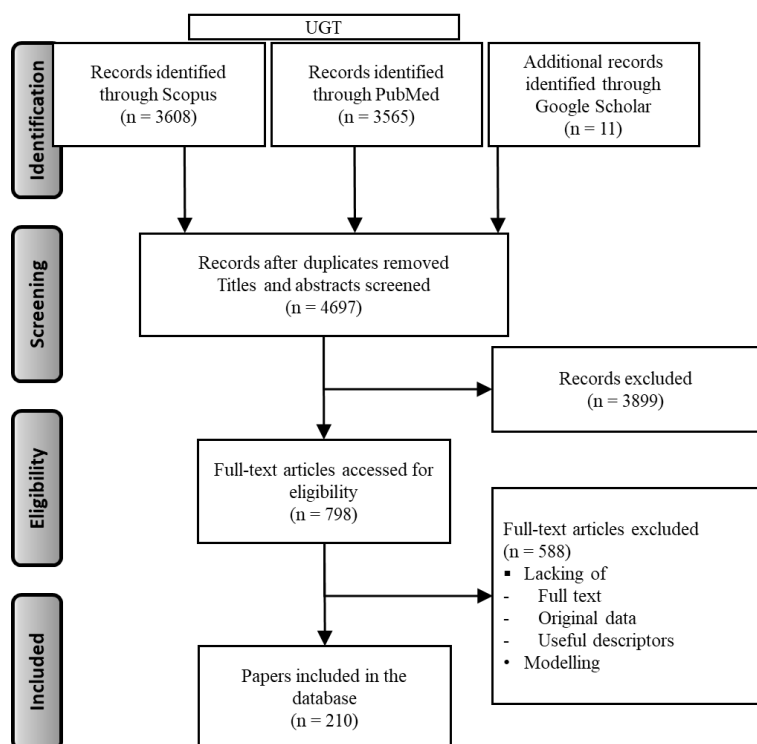 UGT
Identification
Records identified
through Scopus
(n = 3608)
Records identified
through PubMed
(n = 3565)
Additional records
identified through
Google Scholar
(n = 11)
Screening
Records after duplicates removed
Titles and abstracts screened
(n = 4697)
Records excluded
(n = 3899)
Eligibility
Full-text articles accessed for
eligibility
(n = 798)
Full-text articles excluded
(n = 588)
▪ Lacking of
- Full text
- Original data
- Useful descriptors
• Modelling
Included
Papers included in the
database
(n = 210)